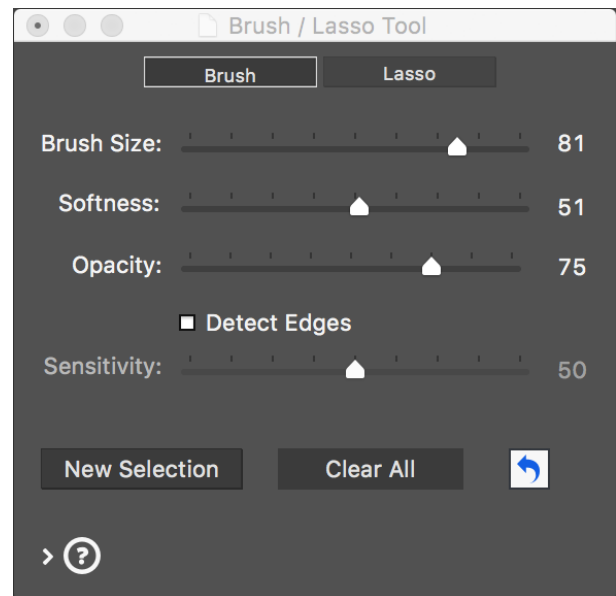 Brush / Lasso Tool
Brush Lasso
Brush Size: 81
Softness: 51
Opacity: 75
Detect Edges
Sensitivity: 50
New Selection Clear All
> ?